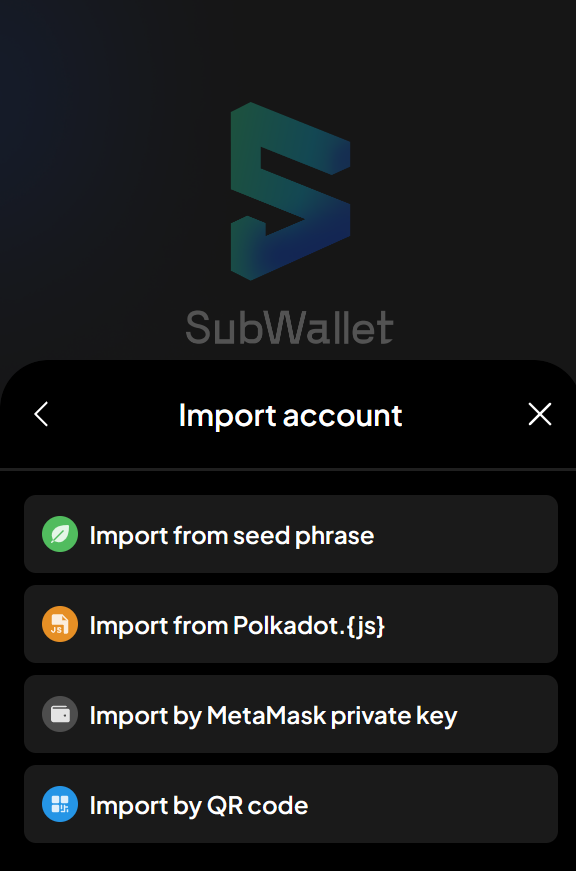 SubWallet
Import account
Import from seed phrase
JS
Import from Polkadot.{js}
Import by MetaMask private key
Import by QR code